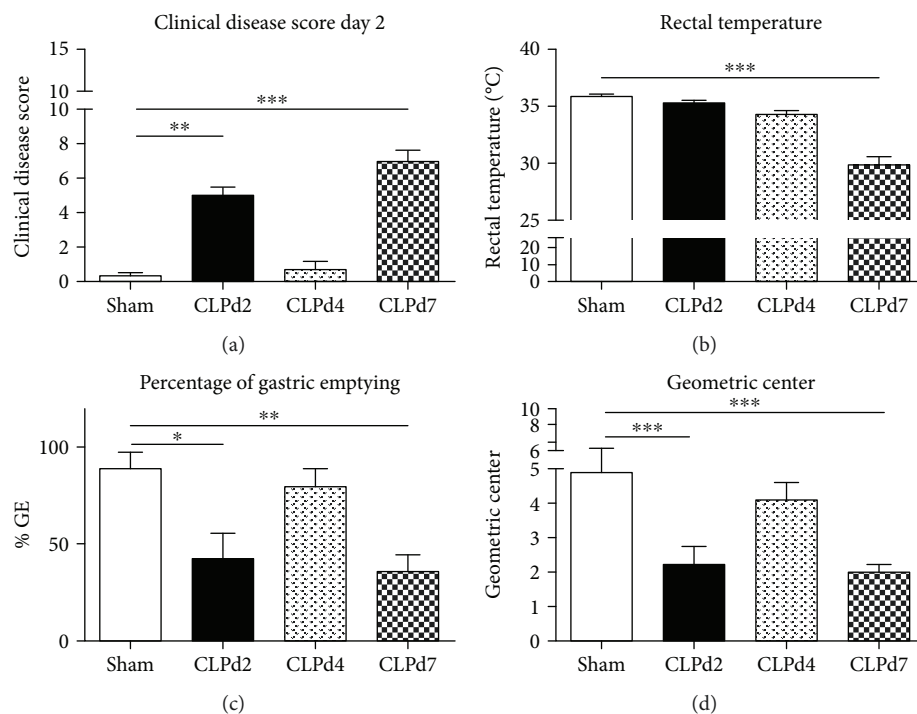 Clinical disease score day 2
15
10
10
8
6
4
2
0
Clinical disease score
***
**
Sham CLPd2 CLPd4 CLPd7
(a)
Rectal temperature
40
35
30
25
20
10
0
Rectal temperature (°C)
***
Sham CLPd2 CLPd4 CLPd7
(b)
Percentage of gastric emptying
100
50
0
% GE
**
*
Sham CLPd2 CLPd4 CLPd7
(c)
Geometric center
10
8
6
5
4
3
2
1
0
Geometric center
***
***
Sham CLPd2 CLPd4 CLPd7
(d)